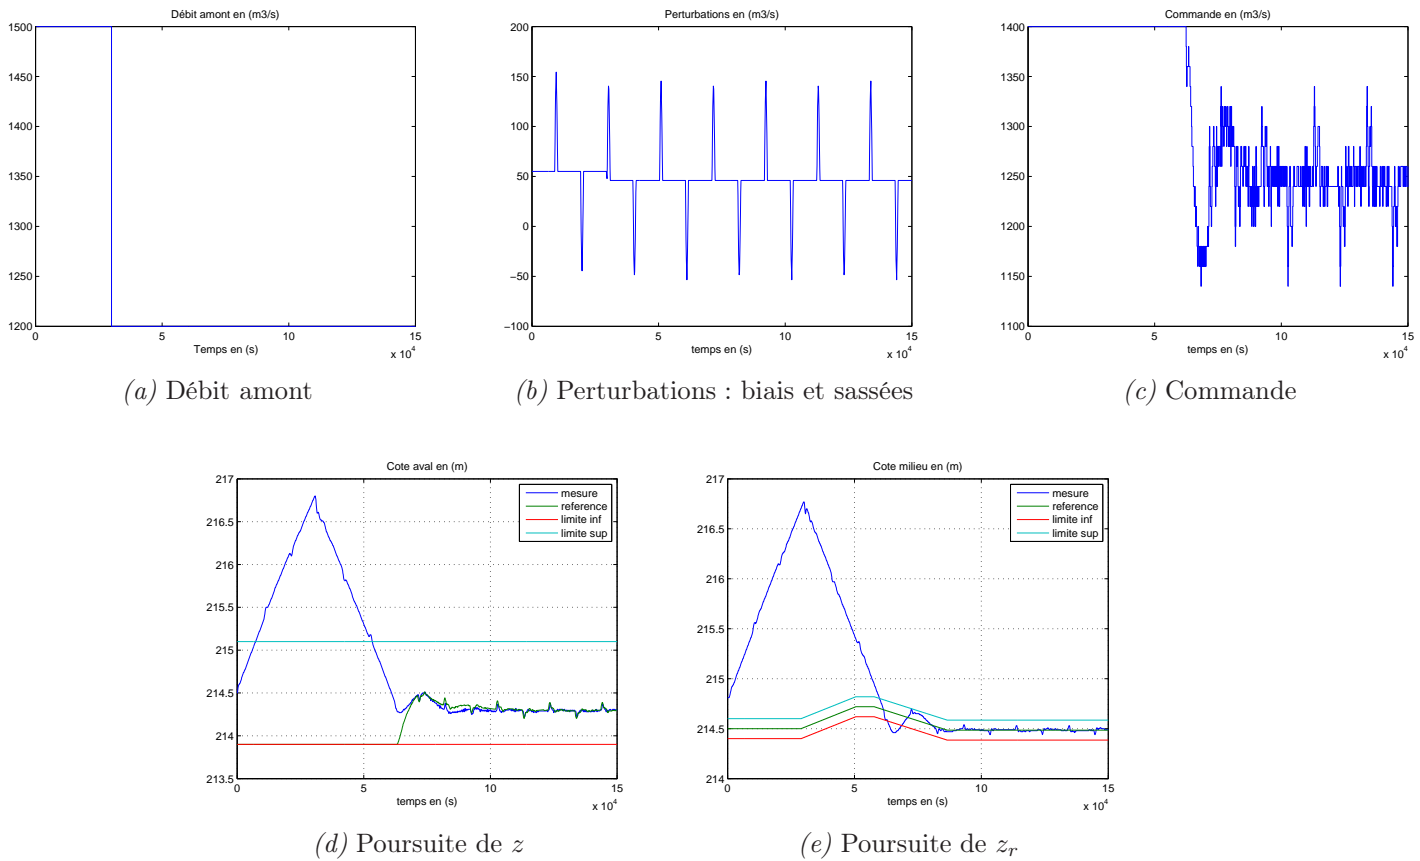 Débit amont en (m3/s)
1500
1450
1400
1350
1300
1250
1200
0
5
10
15
Temps en (s)
x 10^4
(a) Débit amont
Perturbations en (m3/s)
200
150
100
50
0
−50
−100
0
5
10
15
temps en (s)
x 10^4
(b) Perturbations : biais et sassées
Commande en (m3/s)
1400
1350
1300
1250
1200
1150
1100
0
5
10
15
temps en (s)
x 10^4
(c) Commande
Cote aval en (m)
217
216.5
216
215.5
215
214.5
214
213.5
0
5
10
15
temps en (s)
x 10^4
mesure
reference
limite inf
limite sup
(d) Poursuite de z
Cote milieu en (m)
217
216.5
216
215.5
215
214.5
214
0
5
10
15
temps en (s)
x 10^4
mesure
reference
limite inf
limite sup
(e) Poursuite de z_r